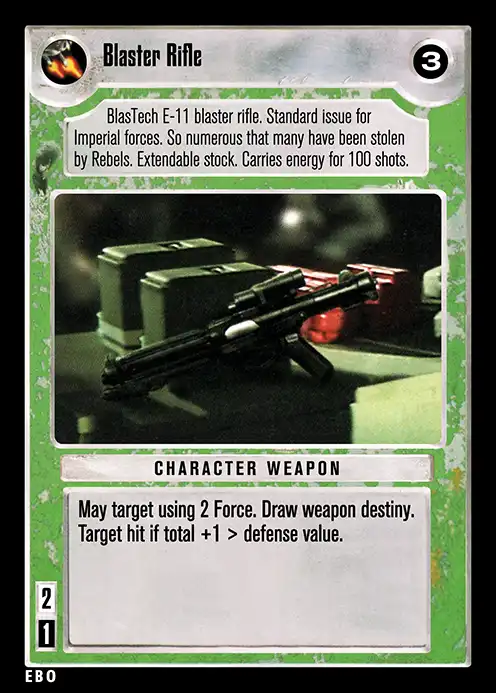 Blaster Rifle
3
BlasTech E-11 blaster rifle. Standard issue for
Imperial forces. So numerous that many have been stolen
by Rebels. Extendable stock. Carries energy for 100 shots.
CHARACTER WEAPON
May target using 2 Force. Draw weapon destiny.
Target hit if total +1 > defense value.
2
1
EBO